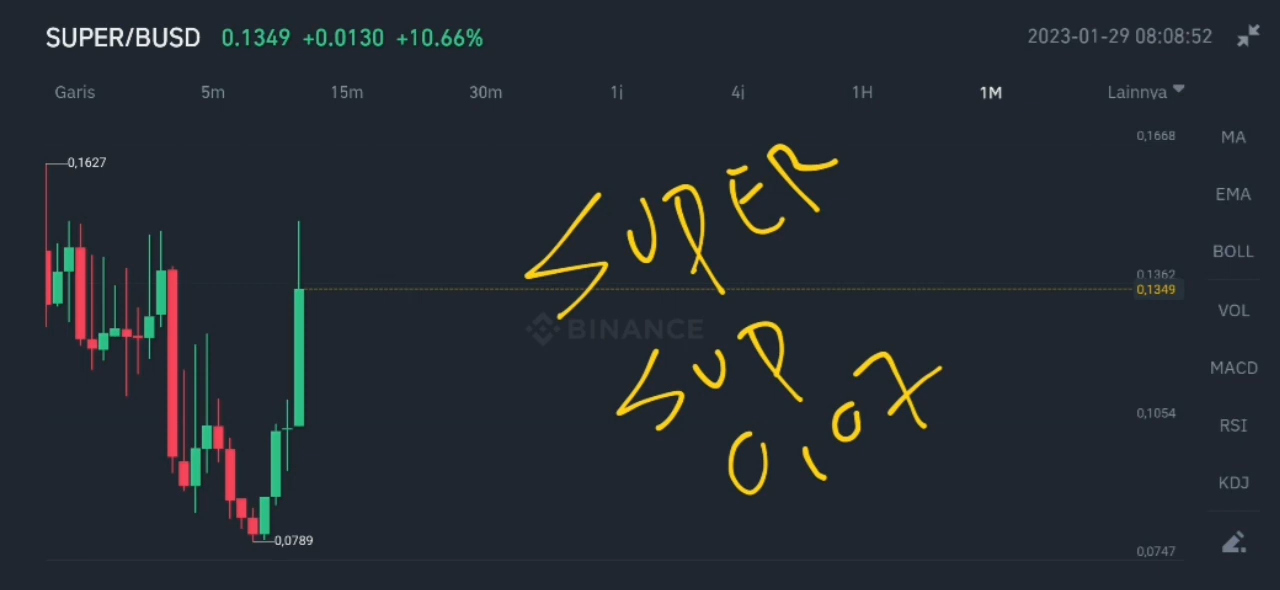 SUPER/BUSD 0.1349 +0.0130 +10.66% 2023-01-29 08:08:52
Garis 5m 15m 30m 1j 4j 1H 1M Lainnya
0,1668 MA
0,1627
SUPER
EMA
BOLL
0,1362
0,1349
VOL
BINANCE
SUP
MACD
0,07
0,1054
RSI
KDJ
0,0789
0,0747